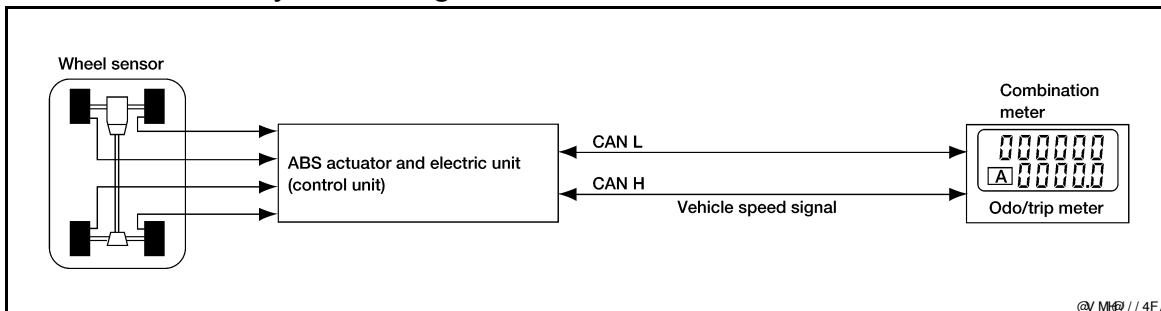 Wheel sensor
ABS actuator and electric unit
(control unit)
CAN L
CAN H
Vehicle speed signal
Combination
meter
000000
A 0000.0
Odo/trip meter